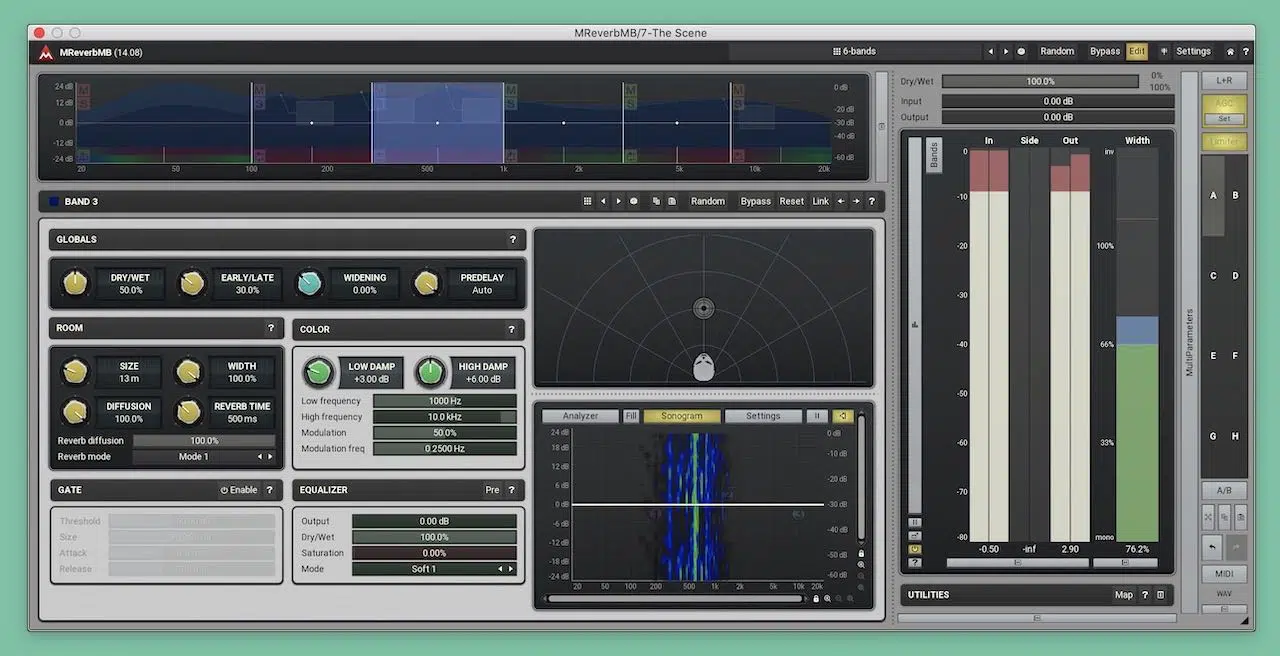 MReverbMB/7-The Scene
MReverbMB (14.08) 6-bands Random Bypass Edit Settings ?
24 dB 12 dB 0 dB -12 dB -24 dB
M S M S M S M S M S M S
0 dB -20 dB -30 dB -40 dB -60 dB
20 50 100 200 500 1k 2k 5k 10k 20k
BAND 3 Random Bypass Reset Link ?
GLOBALS ?
DRY/WET EARLY/LATE WIDENING PREDELAY
50.0% 30.0% 0.00% Auto
ROOM ?
SIZE WIDTH
13 m 100.0%
DIFFUSION REVERB TIME
100.0% 500 ms
Reverb diffusion 100.0%
Reverb mode Mode 1
COLOR ?
LOW DAMP HIGH DAMP
+3.00 dB +6.00 dB
Low frequency 1000 Hz
High frequency 10.0 kHz
Modulation 50.0%
Modulation freq 0.2500 Hz
GATE Enable ?
Threshold
Size
Attack
Release
EQUALIZER Pre ?
Output 0.00 dB
Dry/Wet 100.0%
Saturation 0.00%
Mode Soft 1
Analyzer Fill Sonogram Settings
24 dB 18 dB 12 dB 6 dB 0 dB -6 dB -12 dB -18 dB -24 dB
0 dB -10 dB -20 dB -30 dB -40 dB -50 dB -60 dB
20 50 100 200 500 1k 2k 5k 10k 20k
Dry/Wet 100.0% 0% 100%
Input 0.00 dB
Output 0.00 dB
Bands
In Side Out Width
0 -10 -20 -30 -40 -50 -60 -70 -80
inv 100% 66% 33% mono
-0.50 -inf 2.90 76.2%
?
UTILITIES Map ?
MultiParameters
L+R
AGC
Set
Limiter
A B
C D
E F
G H
A/B
MIDI
WAV